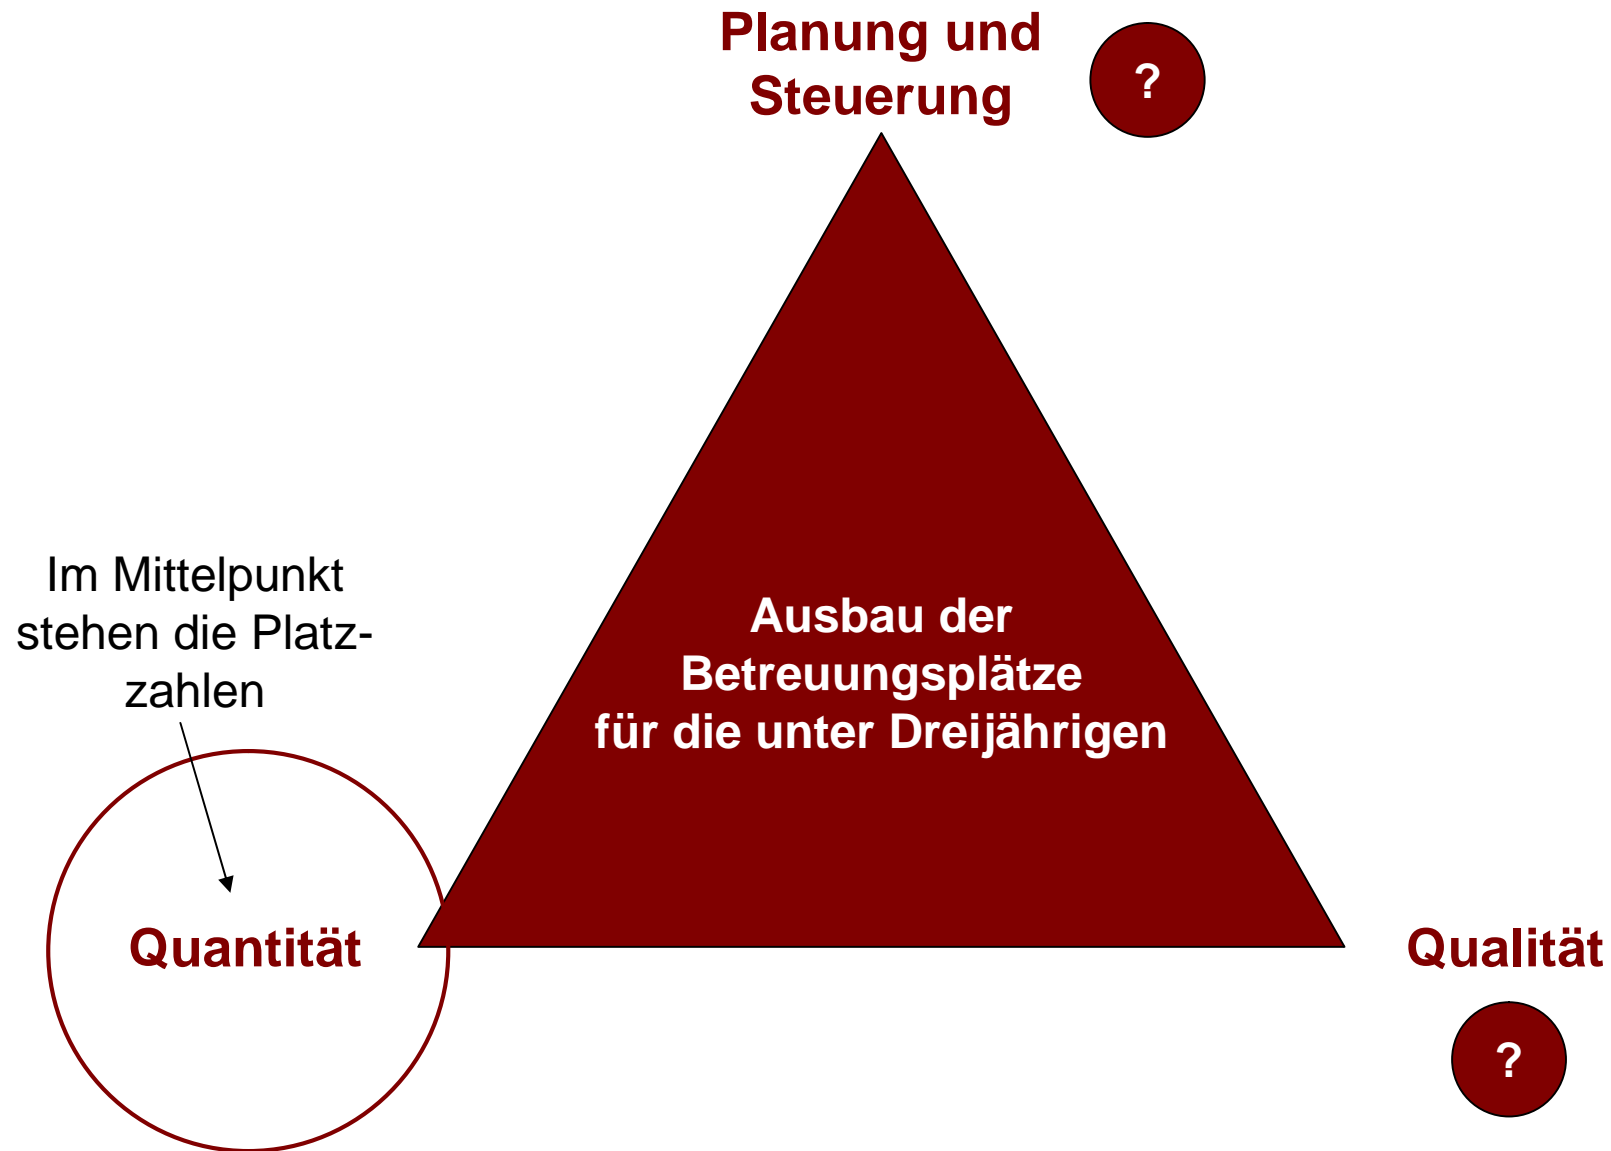 Planung und
Steuerung
?
Im Mittelpunkt
stehen die Platz-
zahlen
Ausbau der
Betreuungsplätze
für die unter Dreijährigen
Quantität
Qualität
?